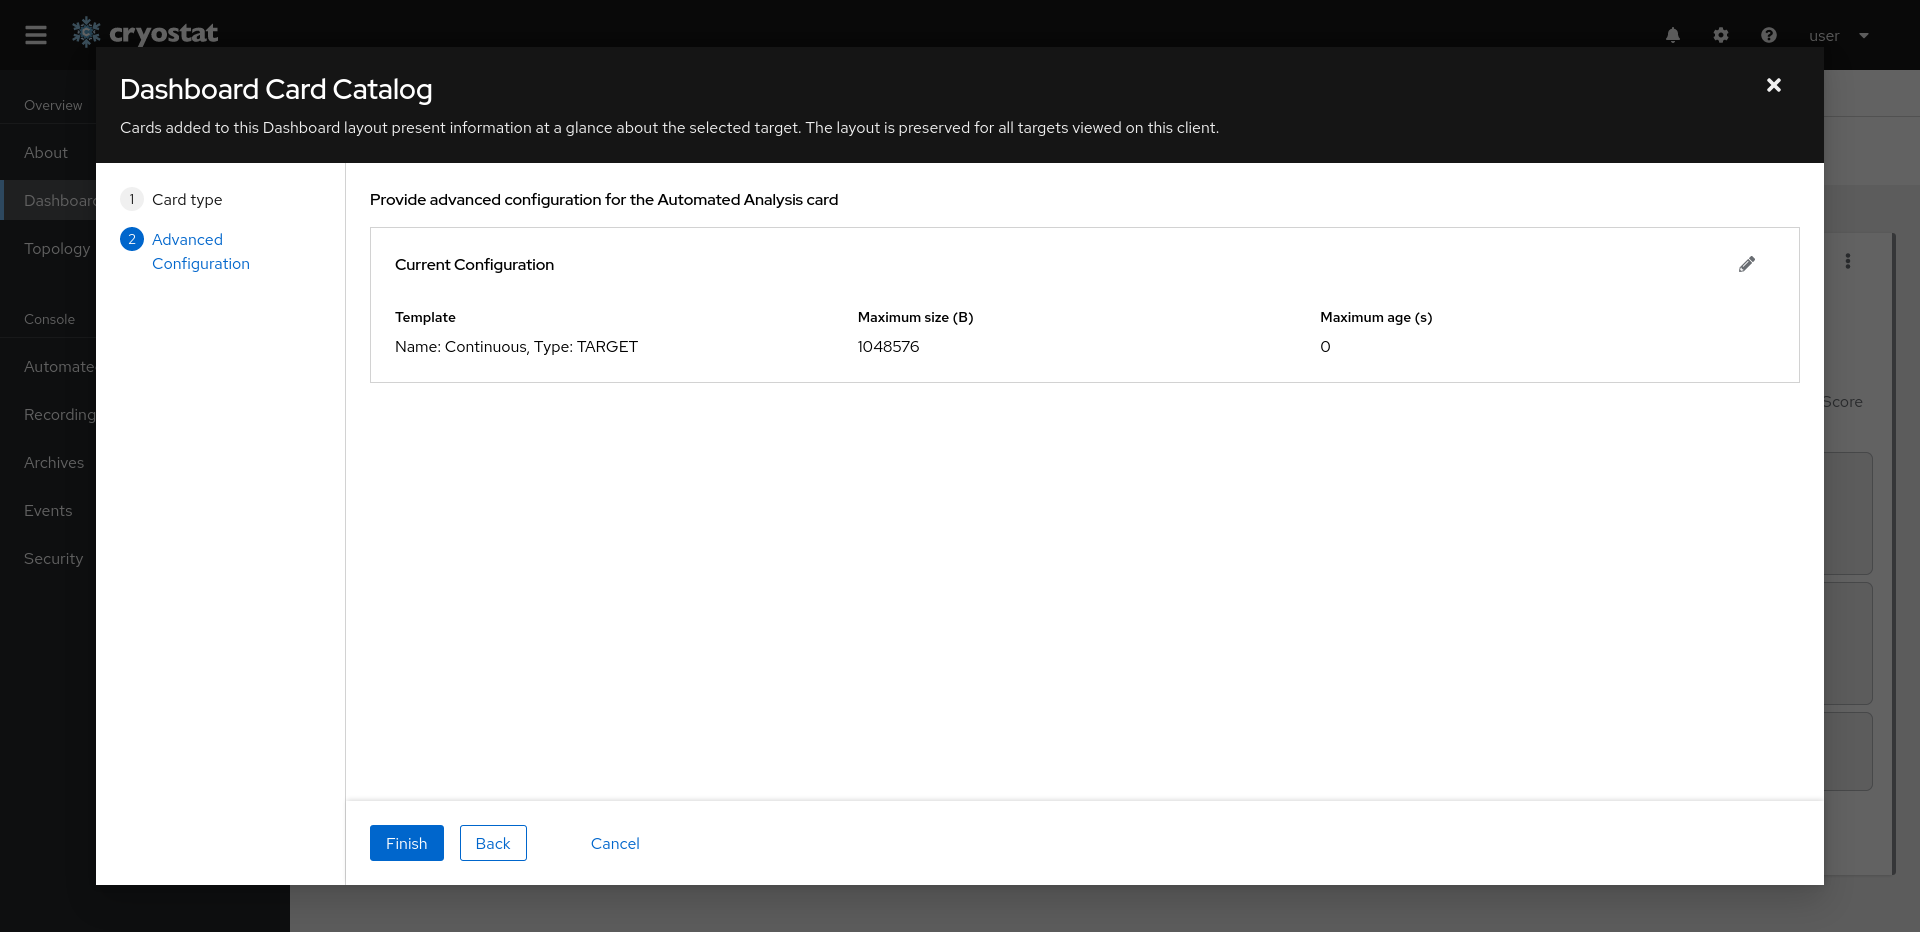 cryostat
user
Dashboard Card Catalog
Cards added to this Dashboard layout present information at a glance about the selected target. The layout is preserved for all targets viewed on this client.
Overview
About
Dashboard
Topology
Console
Automate
Recording
Archives
Events
Security
1 Card type
2 Advanced
Configuration
Provide advanced configuration for the Automated Analysis card
Current Configuration
Template
Maximum size (B)
Maximum age (s)
Name: Continuous, Type: TARGET
1048576
0
Score
Finish
Back
Cancel